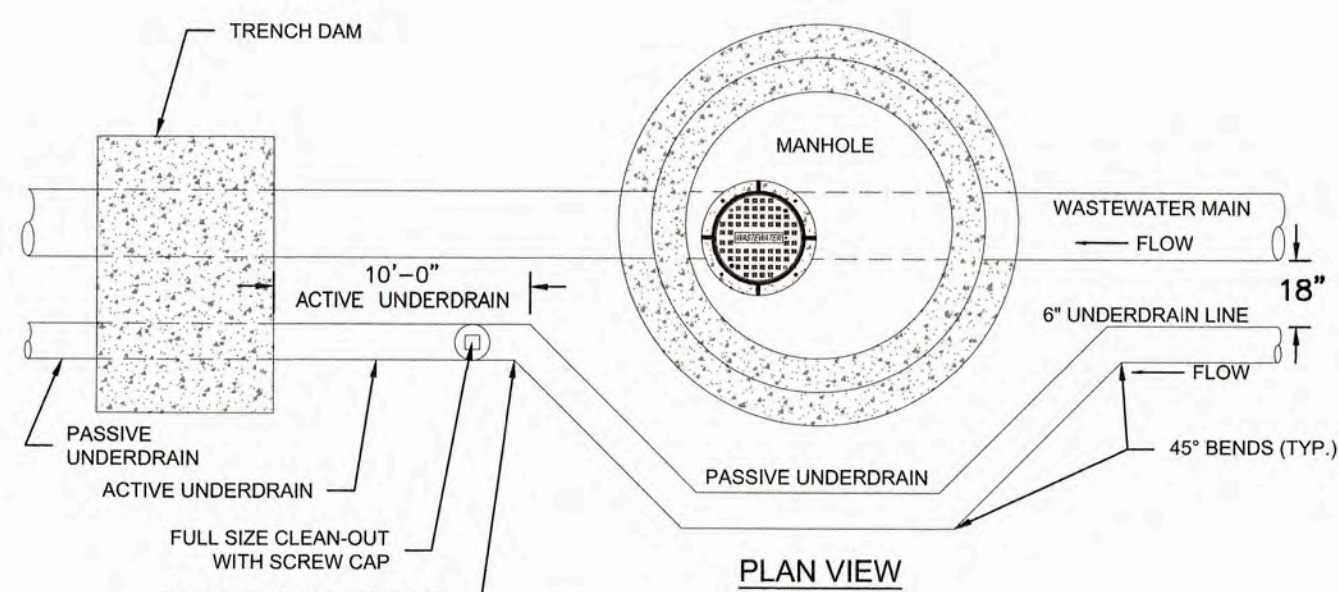 TRENCH DAM
MANHOLE
WASTEWATER
WASTEWATER MAIN
FLOW
10'-0"
ACTIVE UNDERDRAIN
18"
6" UNDERDRAIN LINE
FLOW
PASSIVE
UNDERDRAIN
ACTIVE UNDERDRAIN
PASSIVE UNDERDRAIN
45° BENDS (TYP.)
FULL SIZE CLEAN-OUT
WITH SCREW CAP
PLAN VIEW